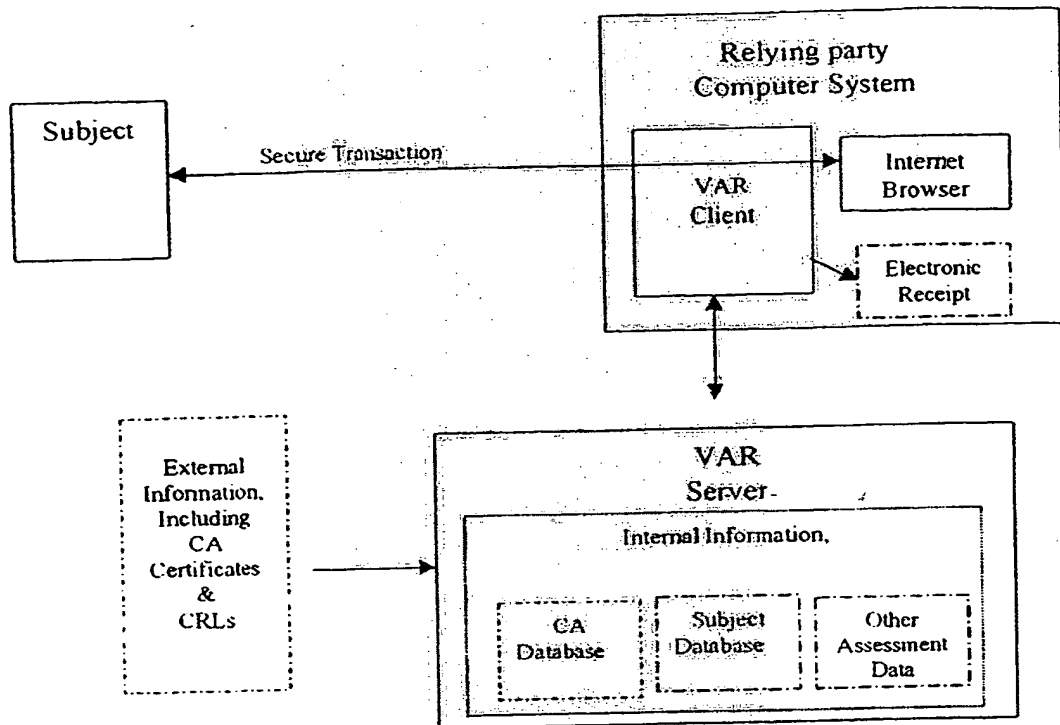 Relying party
Computer System
Subject
Secure Transaction
VAR
Client
Internet
Browser
Electronic
Receipt
External
Information,
Including
CA
Certificates
&
CRLs
VAR
Server
Internal Information,
CA
Database
Subject
Database
Other
Assessment
Data